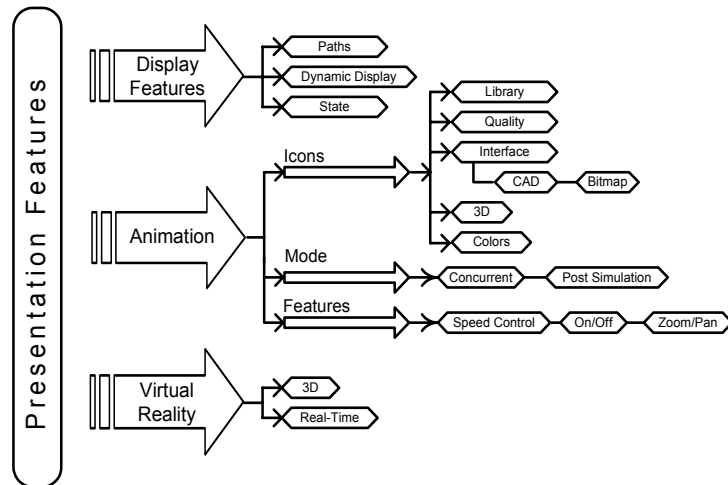 Presentation Features
Display
Features
Paths
Dynamic Display
State
Animation
Icons
Library
Quality
Interface
CAD
Bitmap
3D
Colors
Mode
Concurrent
Post Simulation
Features
Speed Control
On/Off
Zoom/Pan
Virtual
Reality
3D
Real-Time